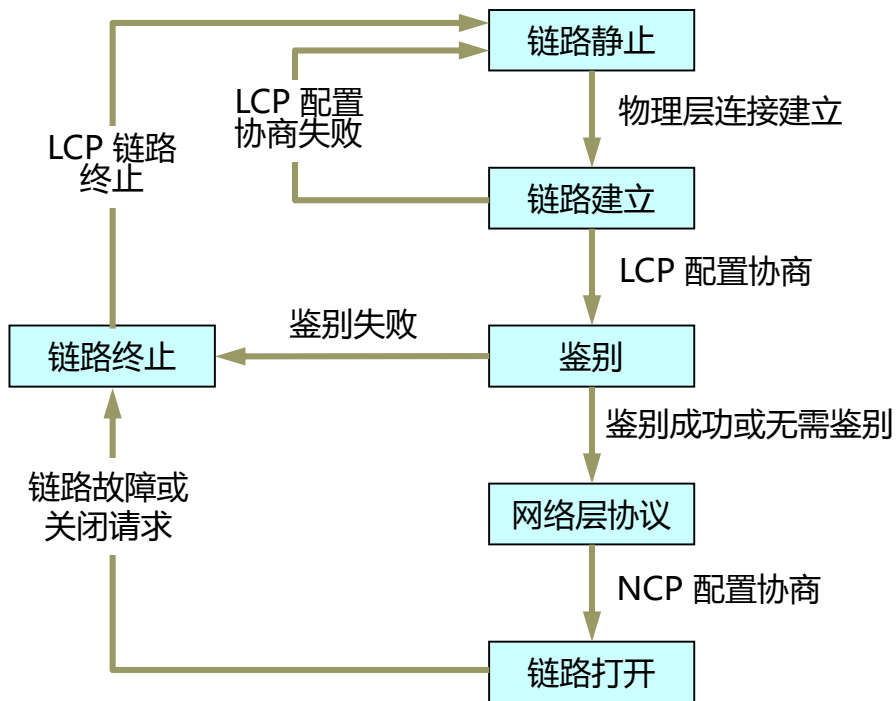 链路静止
LCP 配置
协商失败
物理层连接建立
LCP 链路
终止
链路建立
LCP 配置协商
鉴别失败
链路终止
鉴别
鉴别成功或无需鉴别
链路故障或
关闭请求
网络层协议
NCP 配置协商
链路打开